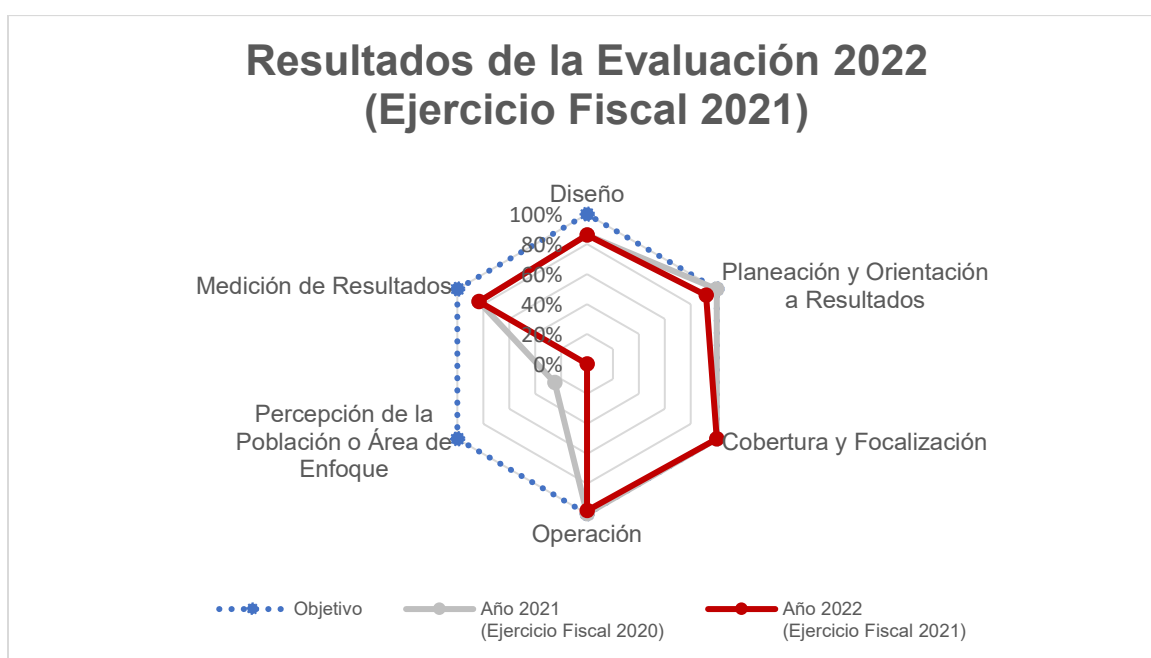 Resultados de la Evaluación 2022
(Ejercicio Fiscal 2021)
Diseño
100%
80%
60%
40%
20%
0%
Planeación y Orientación
a Resultados
Cobertura y Focalización
Operación
Percepción de la
Población o Área de
Enfoque
Medición de Resultados
Objetivo
Año 2021
(Ejercicio Fiscal 2020)
Año 2022
(Ejercicio Fiscal 2021)